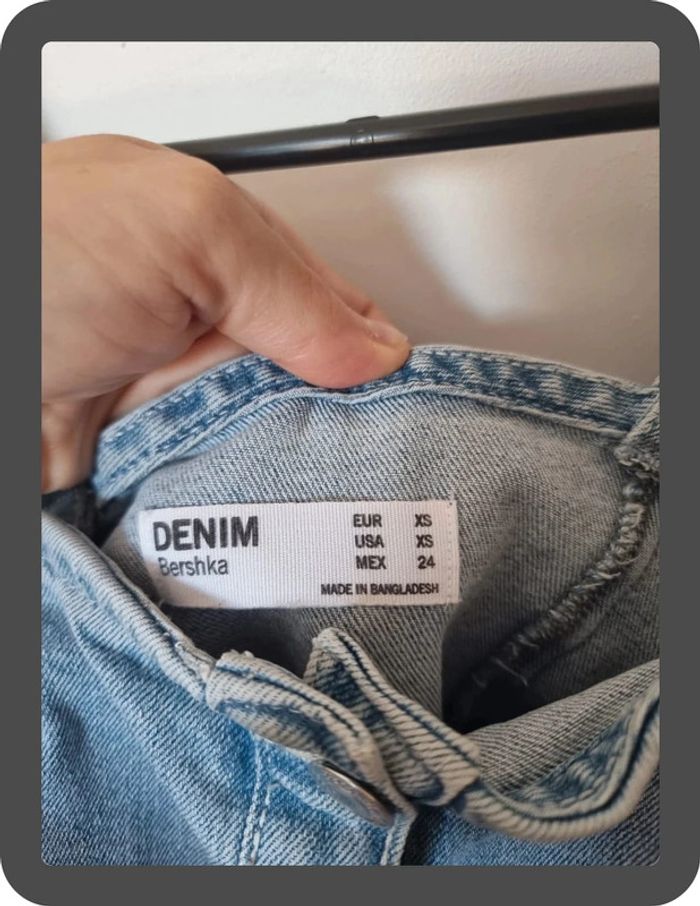 DENIM
Bershka
EUR XS
USA XS
MEX 24
MADE IN BANGLADESH